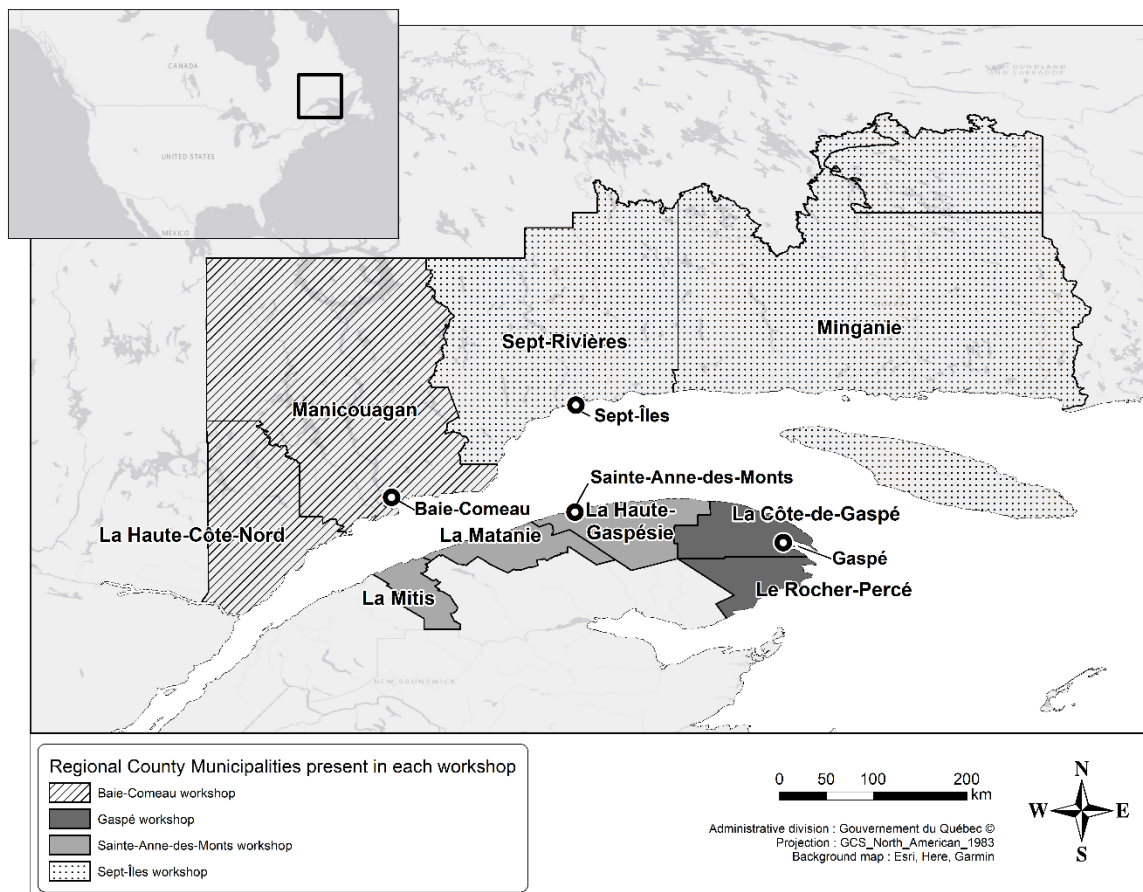 CANADA
UNITED STATES
MÉXICO
NEWFOUNDLAND
AND LABRADOR
Sept-Rivières
Minganie
Manicouagan
Sept-Îles
Sainte-Anne-des-Monts
Baie-Comeau
La Haute-
Gaspésie
La Côte-de-Gaspé
La Haute-Côte-Nord
La Matanie
Gaspé
La Mitis
Le Rocher-Percé
NEW BRUNSWICK
Regional County Municipalities present in each workshop
Baie-Comeau workshop
Gaspé workshop
Sainte-Anne-des-Monts workshop
Sept-Îles workshop
0 50 100 200
km
Administrative division : Gouvernement du Québec ©
Projection : GCS_North_American_1983
Background map : Esri, Here, Garmin
N
W E
S